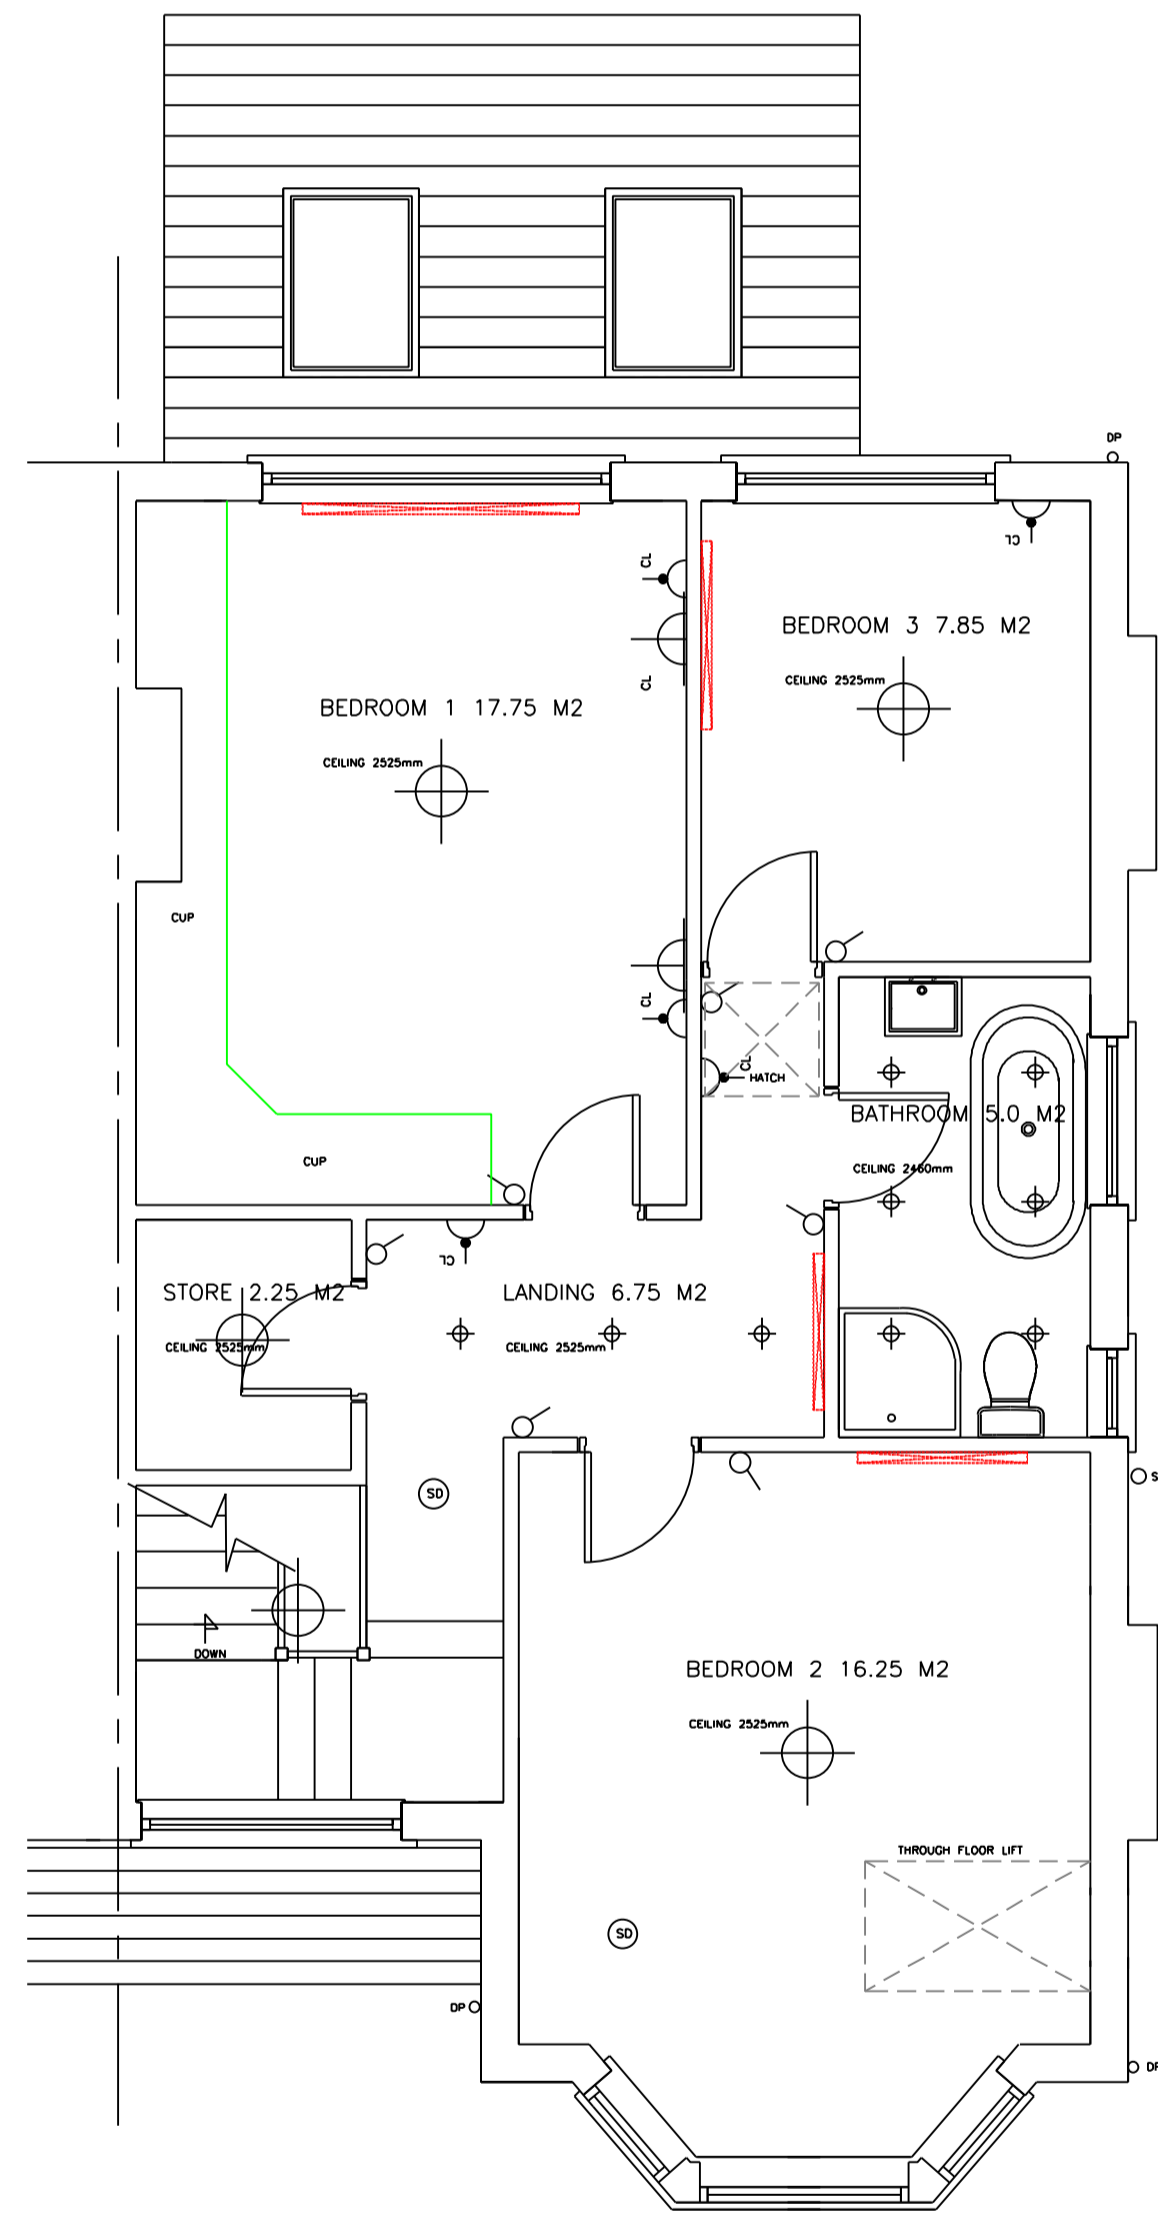 DP
CL
CL
BEDROOM 3 7.85 M2
CEILING 2525mm
CL
BEDROOM 1 17.75 M2
CEILING 2525mm
CUP
CL
CL
HATCH
BATHROOM 5.0 M2
CEILING 2460mm
CUP
CL
STORE 2.25 M2
CEILING 2525mm
LANDING 6.75 M2
CEILING 2525mm
SD
S
DOWN
BEDROOM 2 16.25 M2
CEILING 2525mm
THROUGH FLOOR LIFT
SD
DP
DP